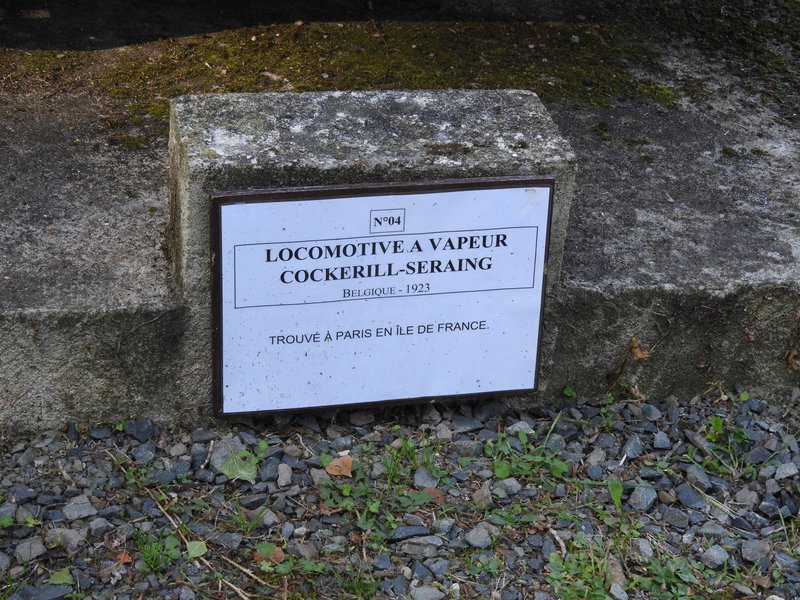 N°04
LOCOMOTIVE A VAPEUR
COCKERILL-SERAING
BELGIQUE - 1923
TROUVÉ À PARIS EN ÎLE DE FRANCE.